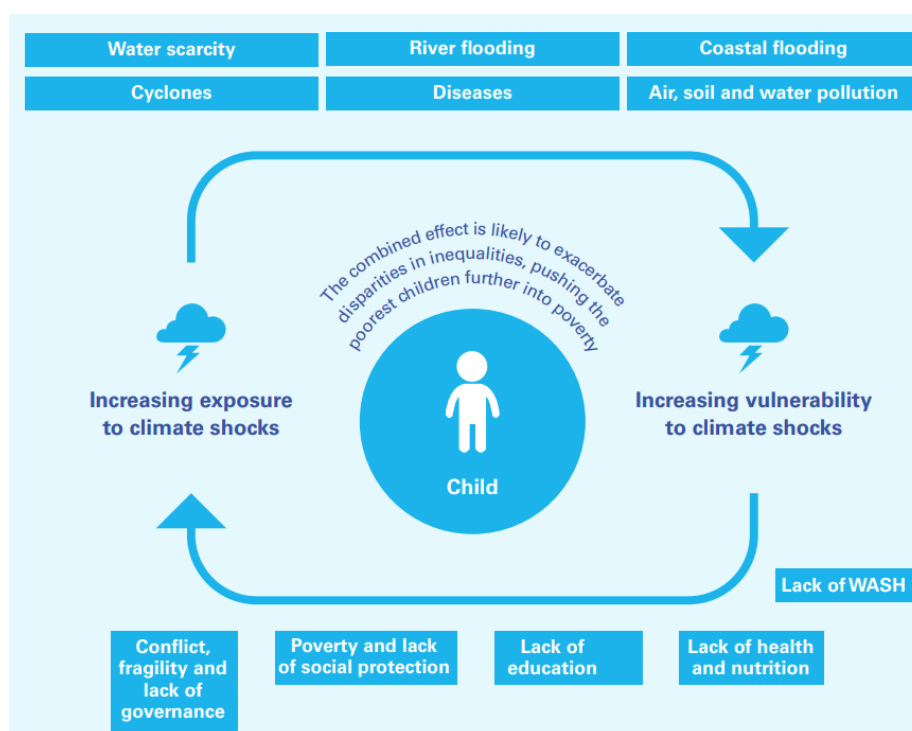 Water scarcity
River flooding
Coastal flooding
Cyclones
Diseases
Air, soil and water pollution
The combined effect is likely to exacerbate
disparities in inequalities, pushing the
poorest children further into poverty
Increasing exposure
to climate shocks
Child
Increasing vulnerability
to climate shocks
Lack of WASH
Conflict,
fragility and
lack of
governance
Poverty and lack
of social protection
Lack of
education
Lack of health
and nutrition